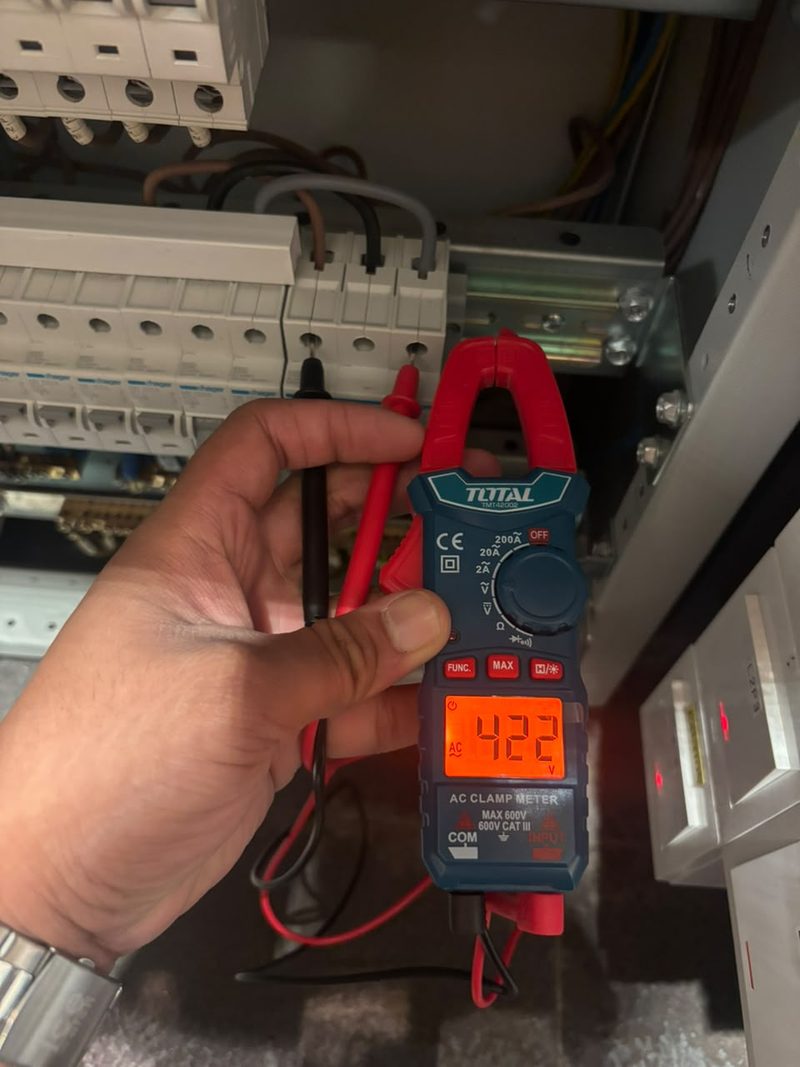 TOTAL
TMT42002
OFF
200A~
20A~
2A~
~
V
V
Ω
CE
FUNC.
MAX
H/☀
AC
422
V
AC CLAMP METER
MAX 600V
600V CAT III
COM
INPUT